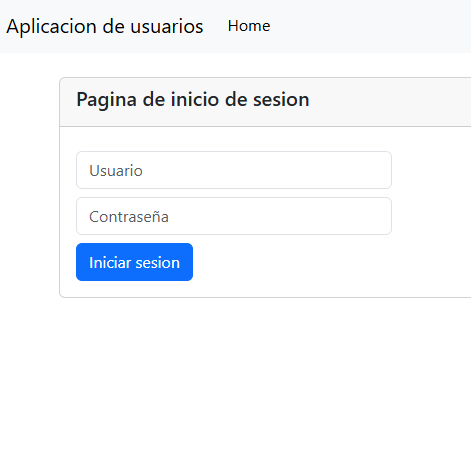 Aplicacion de usuarios Home
Pagina de inicio de sesion
Usuario
Contraseña
Iniciar sesion